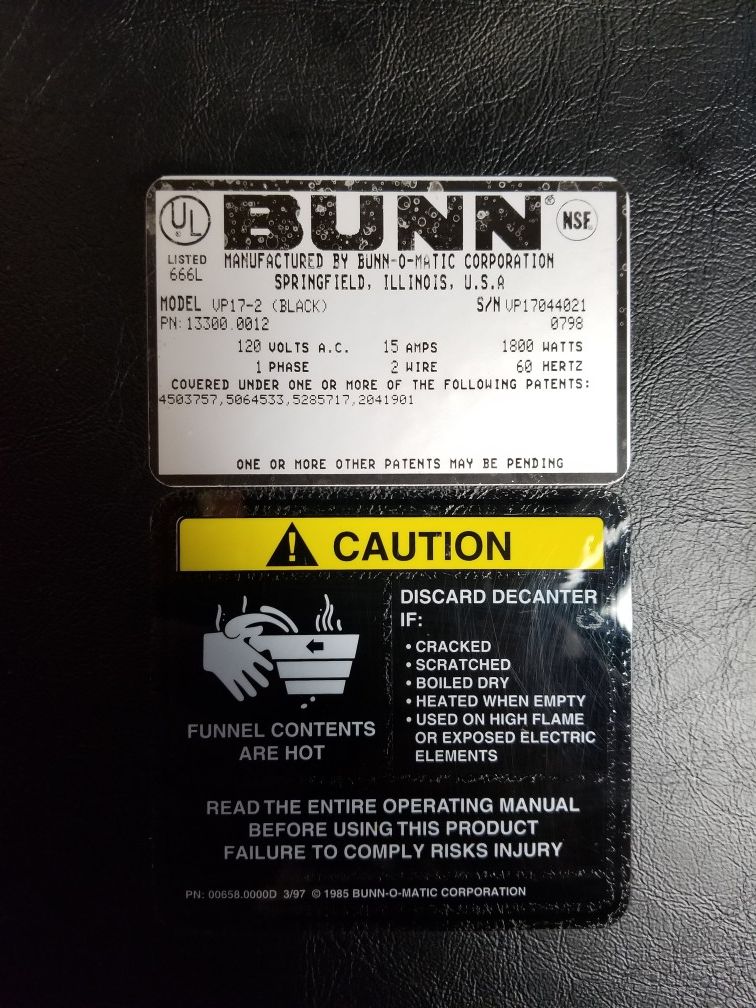 UL
BUNN®
NSF.
LISTED
666L
MANUFACTURED BY BUNN-O-MATIC CORPORATION
SPRINGFIELD, ILLINOIS, U.S.A
MODEL VP17-2 (BLACK)
S/N VP17044021
PN: 13300.0012
0798
120 VOLTS A.C. 15 AMPS 1800 WATTS
1 PHASE 2 WIRE 60 HERTZ
COVERED UNDER ONE OR MORE OF THE FOLLOWING PATENTS:
4503757,5064533,5285717,2041901
ONE OR MORE OTHER PATENTS MAY BE PENDING
! CAUTION
FUNNEL CONTENTS
ARE HOT
DISCARD DECANTER
IF:
• CRACKED
• SCRATCHED
• BOILED DRY
• HEATED WHEN EMPTY
• USED ON HIGH FLAME
OR EXPOSED ELECTRIC
ELEMENTS
READ THE ENTIRE OPERATING MANUAL
BEFORE USING THIS PRODUCT
FAILURE TO COMPLY RISKS INJURY
PN: 00658.0000D 3/97 © 1985 BUNN-O-MATIC CORPORATION